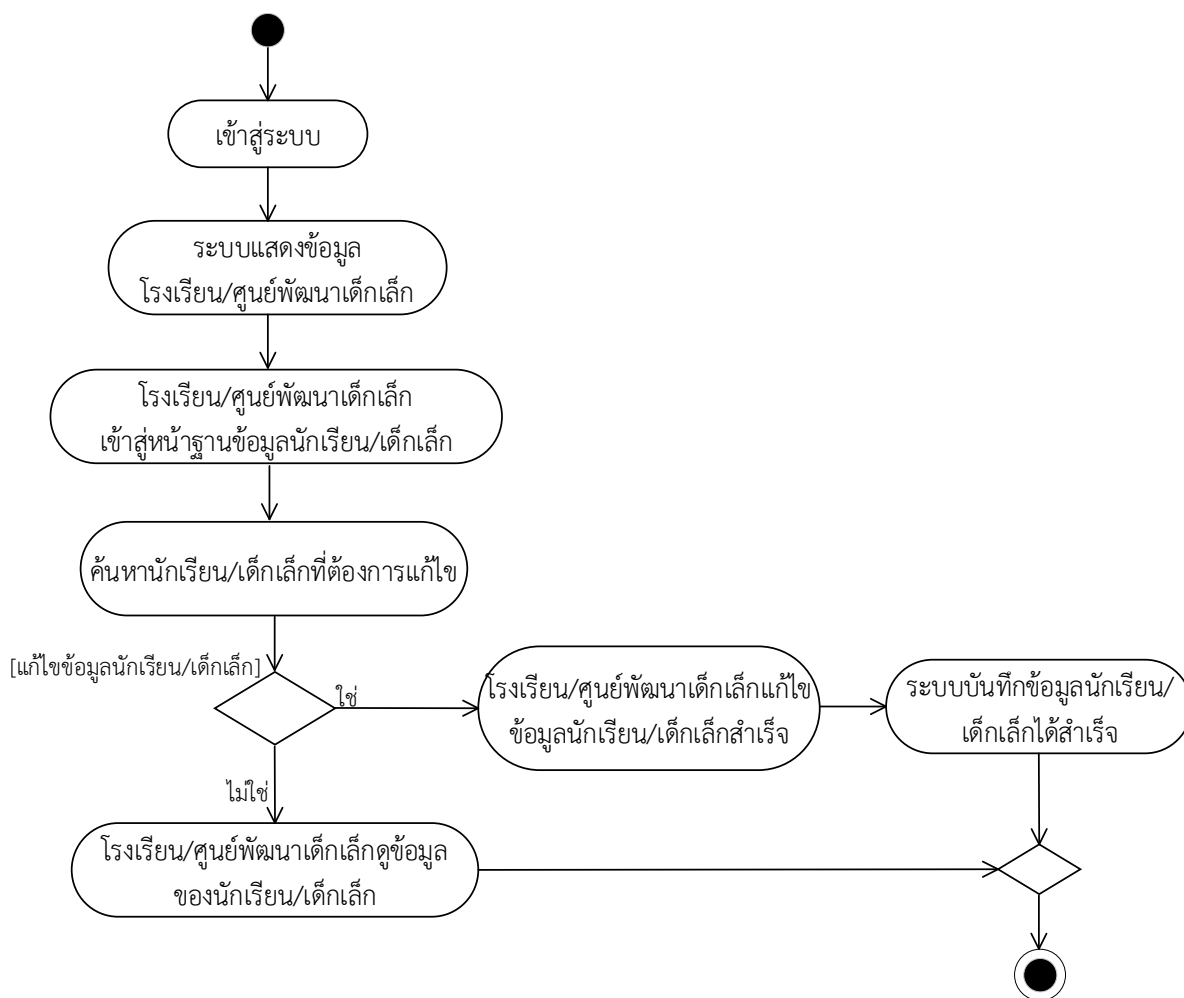 เข้าสู่ระบบ
ระบบแสดงข้อมูล
โรงเรียน/ศูนย์พัฒนาเด็กเล็ก
โรงเรียน/ศูนย์พัฒนาเด็กเล็ก
เข้าสู่หน้าฐานข้อมูลนักเรียน/เด็กเล็ก
ค้นหานักเรียน/เด็กเล็กที่ต้องการแก้ไข
[แก้ไขข้อมูลนักเรียน/เด็กเล็ก]
ใช่
โรงเรียน/ศูนย์พัฒนาเด็กเล็กแก้ไข
ข้อมูลนักเรียน/เด็กเล็กสำเร็จ
ระบบบันทึกข้อมูลนักเรียน/
เด็กเล็กได้สำเร็จ
ไม่ใช่
โรงเรียน/ศูนย์พัฒนาเด็กเล็กดูข้อมูล
ของนักเรียน/เด็กเล็ก